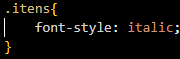 .itens{
    font-style: italic;
}